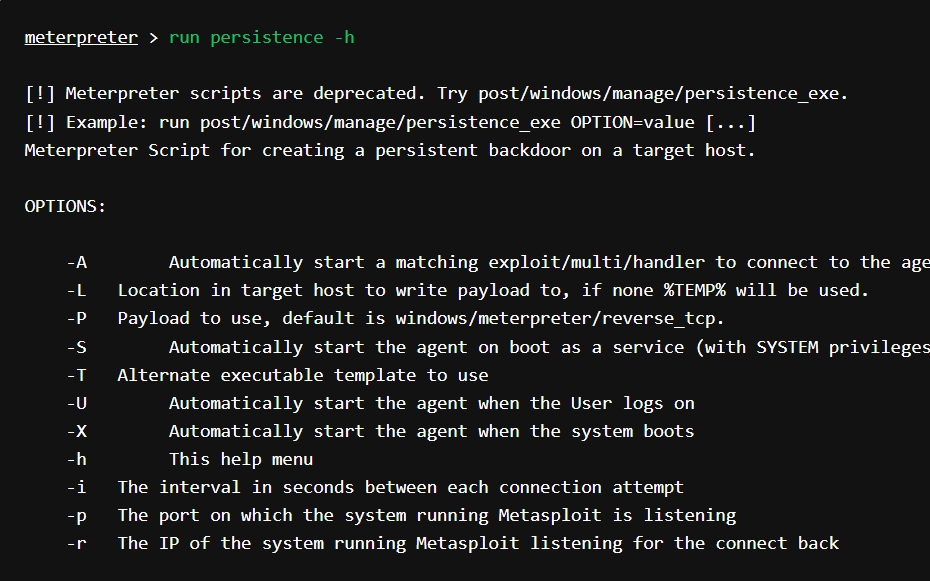 meterpreter > run persistence -h
[!] Meterpreter scripts are deprecated. Try post/windows/manage/persistence_exe.
[!] Example: run post/windows/manage/persistence_exe OPTION=value [...]
Meterpreter Script for creating a persistent backdoor on a target host.
OPTIONS:
-A Automatically start a matching exploit/multi/handler to connect to the age
-L Location in target host to write payload to, if none %TEMP% will be used.
-P Payload to use, default is windows/meterpreter/reverse_tcp.
-S Automatically start the agent on boot as a service (with SYSTEM privileges
-T Alternate executable template to use
-U Automatically start the agent when the User logs on
-X Automatically start the agent when the system boots
-h This help menu
-i The interval in seconds between each connection attempt
-p The port on which the system running Metasploit is listening
-r The IP of the system running Metasploit listening for the connect back